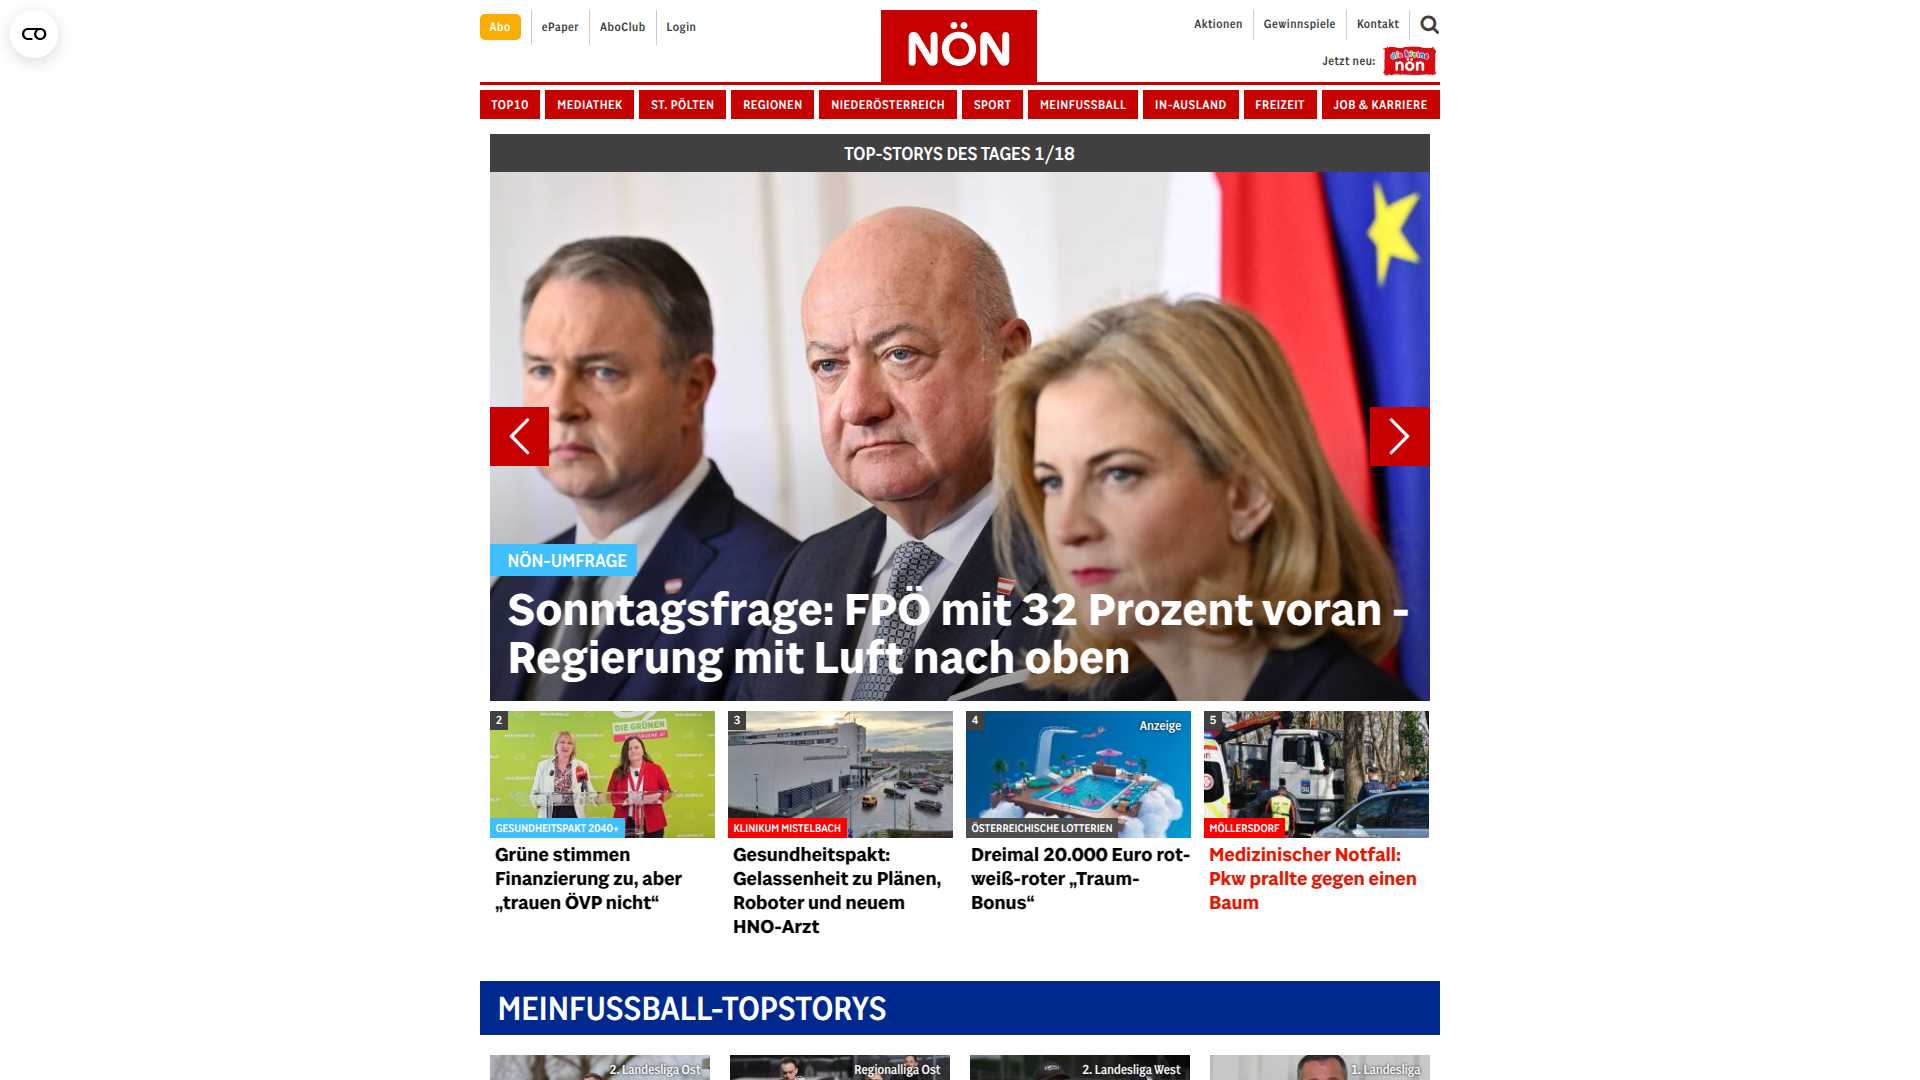 Abo
ePaper
AboClub
Login
NÖN
Aktionen
Gewinnspiele
Kontakt
Jetzt neu:
die kleine
nön
TOP10
MEDIATHEK
ST. PÖLTEN
REGIONEN
NIEDERÖSTERREICH
SPORT
MEINFUSSBALL
IN-AUSLAND
FREIZEIT
JOB & KARRIERE
TOP-STORYS DES TAGES 1/18
NÖN-UMFRAGE
Sonntagsfrage: FPÖ mit 32 Prozent voran -
Regierung mit Luft nach oben
2
DIE GRÜNEN
GESUNDHEITSPAKT 2040+
Grüne stimmen
Finanzierung zu, aber
„trauen ÖVP nicht“
3
KLINIKUM MISTELBACH
Gesundheitspakt:
Gelassenheit zu Plänen,
Roboter und neuem
HNO-Arzt
4
Anzeige
ÖSTERREICHISCHE LOTTERIEN
Dreimal 20.000 Euro rot-
weiß-roter „Traum-
Bonus“
5
MÖLLERSDORF
Medizinischer Notfall:
Pkw prallte gegen einen
Baum
MEINFUSSBALL-TOPSTORYS
2. Landesliga Ost
Regionalliga Ost
2. Landesliga West
1. Landesliga